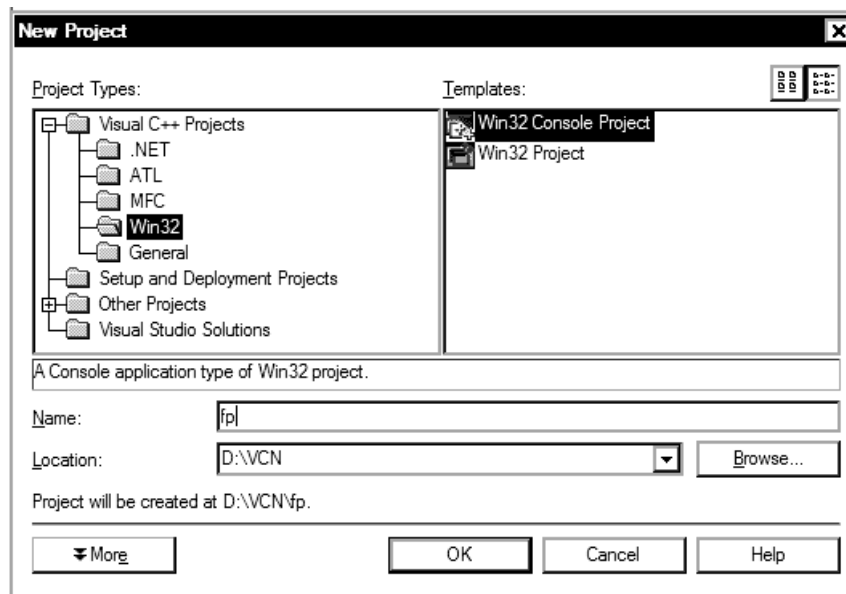 New Project
Project Types:
Templates:
Visual C++ Projects
.NET
ATL
MFC
Win32
General
Setup and Deployment Projects
Other Projects
Visual Studio Solutions
Win32 Console Project
Win32 Project
A Console application type of Win32 project.
Name:
fp
Location:
D:\VCN
Browse...
Project will be created at D:\VCN\fp.
More
OK
Cancel
Help